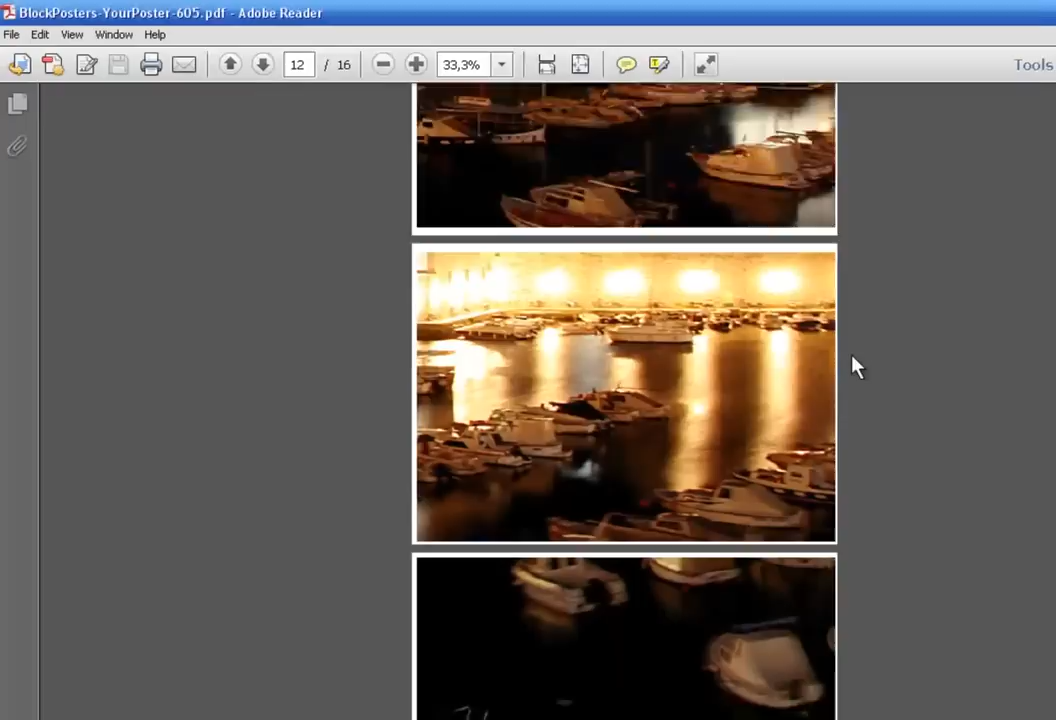 BlockPosters-YourPoster-605.pdf - Adobe Reader
File Edit View Window Help
12 / 16 33,3% Tools